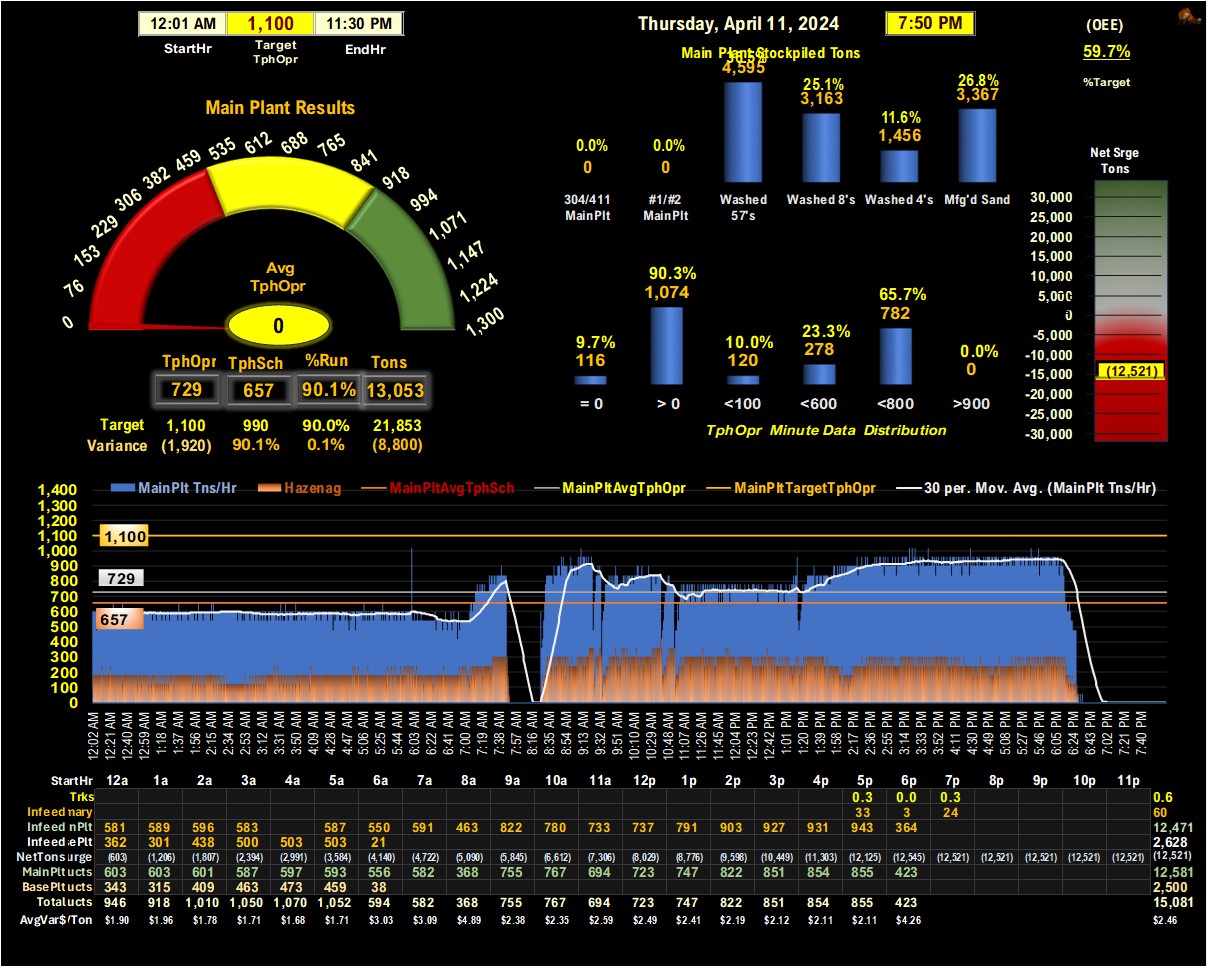 12:01 AM 1,100 11:30 PM
StartHr Target TphOpr EndHr
Thursday, April 11, 2024 7:50 PM
(OEE)
59.7%
%Target
Main Plant Stockpiled Tons
4,595
25.1%
3,163
11.6%
1,456
26.8%
3,367
0.0% 0.0%
0 0
304/411 MainPlt
#1/#2 MainPlt
Washed 57's
Washed 8's
Washed 4's
Mfg'd Sand
Main Plant Results
0 76 153 229 306 382 459 535 612 688 765 841 918 994 1,071 1,147 1,224 1,300
Avg
TphOpr
0
TphOpr TphSch %Run Tons
729 657 90.1% 13,053
Target 1,100 990 90.0% 21,853
Variance (1,920) 90.1% 0.1% (8,800)
9.7% 90.3% 10.0% 23.3% 65.7% 0.0%
116 1,074 120 278 782 0
= 0 > 0 <100 <600 <800 >900
TphOpr Minute Data Distribution
Net Srge
Tons
30,000
25,000
20,000
15,000
10,000
5,000
0
-5,000
-10,000
(12,521)
-15,000
-20,000
-25,000
-30,000
MainPlt Tns/Hr Hazenag MainPltAvgTphSch MainPltAvgTphOpr MainPltTargetTphOpr 30 per. Mov. Avg. (MainPlt Tns/Hr)
1,400
1,300
1,200
1,100
1,000
900
800
700
600
500
400
300
200
100
0
1,100
729
657
12:02 AM 12:21 AM 12:40 AM 12:59 AM 1:18 AM 1:37 AM 1:56 AM 2:15 AM 2:34 AM 2:53 AM 3:12 AM 3:31 AM 3:50 AM 4:09 AM 4:28 AM 4:47 AM 5:06 AM 5:25 AM 5:44 AM 6:03 AM 6:22 AM 6:41 AM 7:00 AM 7:19 AM 7:38 AM 7:57 AM 8:16 AM 8:35 AM 8:54 AM 9:13 AM 9:32 AM 9:51 AM 10:10 AM 10:29 AM 10:48 AM 11:07 AM 11:26 AM 11:45 AM 12:04 PM 12:23 PM 12:42 PM 1:01 PM 1:20 PM 1:39 PM 1:58 PM 2:17 PM 2:36 PM 2:55 PM 3:14 PM 3:33 PM 3:52 PM 4:11 PM 4:30 PM 4:49 PM 5:08 PM 5:27 PM 5:46 PM 6:05 PM 6:24 PM 6:43 PM 7:02 PM 7:21 PM 7:40 PM
StartHr 12a 1a 2a 3a 4a 5a 6a 7a 8a 9a 10a 11a 12p 1p 2p 3p 4p 5p 6p 7p 8p 9p 10p 11p
Trks 0.3 0.0 0.3 0.6
Infeed mary 33 3 24 60
Infeed nPlt 581 589 596 583 587 550 591 463 822 780 733 737 791 903 927 931 943 364 12,471
Infeed ePlt 362 301 438 500 503 503 21 2,628
NetTons urge (603) (1,206) (1,807) (2,394) (2,991) (3,584) (4,140) (4,722) (5,090) (5,845) (6,612) (7,306) (8,029) (8,776) (9,598) (10,449) (11,303) (12,125) (12,545) (12,521) (12,521) (12,521) (12,521) (12,521) (12,521)
MainPl ucts 603 603 601 587 597 593 556 582 368 755 767 694 723 747 822 851 854 855 423 12,581
BasePlt ucts 343 315 409 463 473 459 38 2,500
Total ucts 946 918 1,010 1,050 1,070 1,052 594 582 368 755 767 694 723 747 822 851 854 855 423 15,081
AvgVar$/Ton $1.90 $1.96 $1.78 $1.71 $1.68 $1.71 $3.03 $3.09 $4.89 $2.38 $2.35 $2.59 $2.49 $2.41 $2.19 $2.12 $2.11 $2.11 $4.26 $2.46